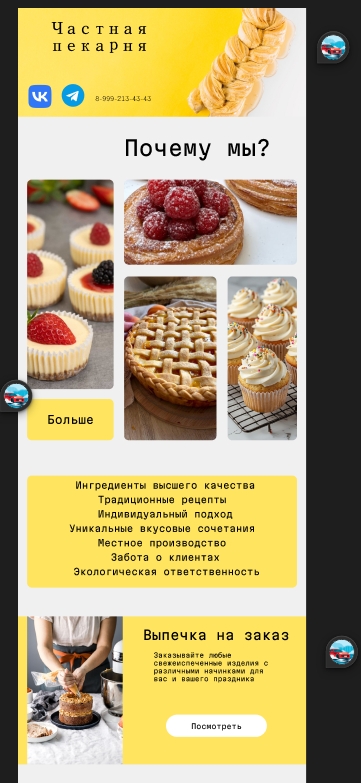 Частная
пекарня
8-999-213-43-43
Почему мы?
Больше
Ингредиенты высшего качества
Традиционные рецепты
Индивидуальный подход
Уникальные вкусовые сочетания
Местное производство
Забота о клиентах
Экологическая ответственность
Выпечка на заказ
Заказывайте любые
свежеиспеченные изделия с
различными начинками для
вас и вашего праздника
Посмотреть